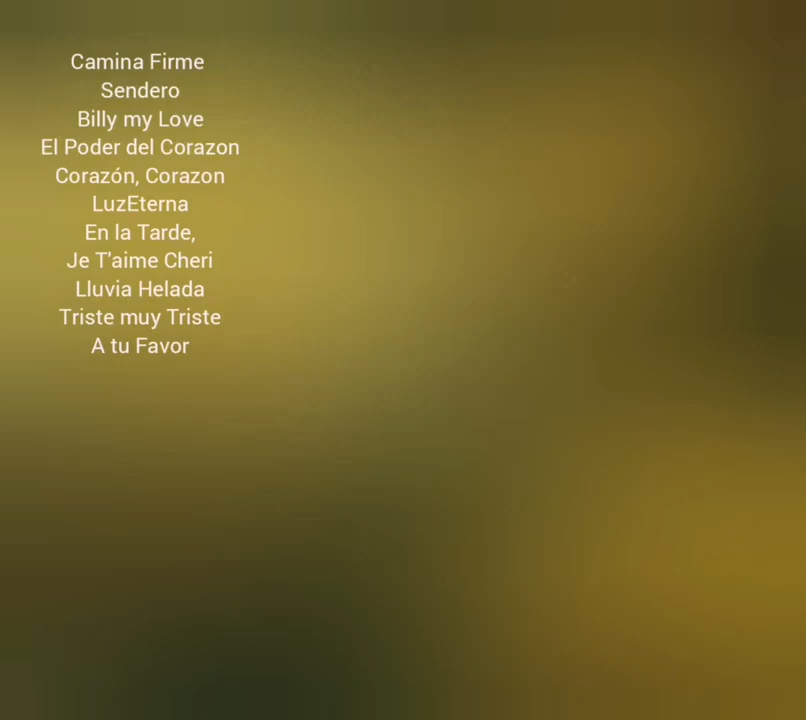 Camina Firme
Sendero
Billy my Love
El Poder del Corazon
Corazón, Corazon
LuzEterna
En la Tarde,
Je T'aime Cheri
Lluvia Helada
Triste muy Triste
A tu Favor